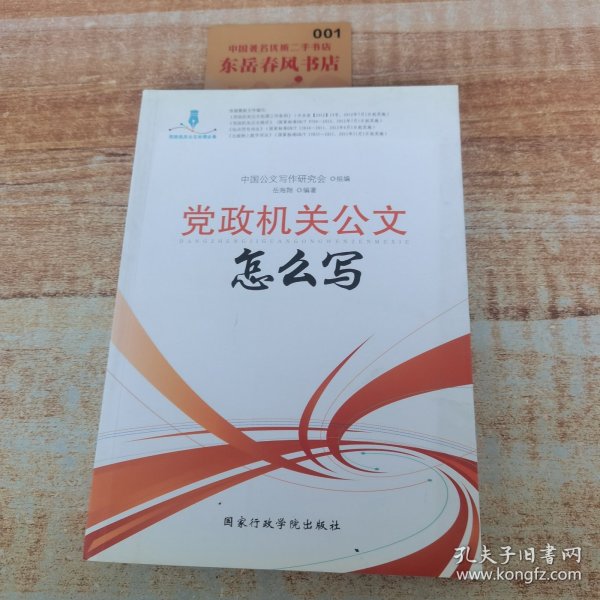 001
中国著名优质二手书店
东岳春风书店
中国公文写作研究会 ◎组编
岳海翔 ◎编著
党政机关公文
DANGZHENGJIGUANGONGWENZENMEXIE
怎么写
国家行政学院出版社
孔夫子旧书网
www.kongfz.com